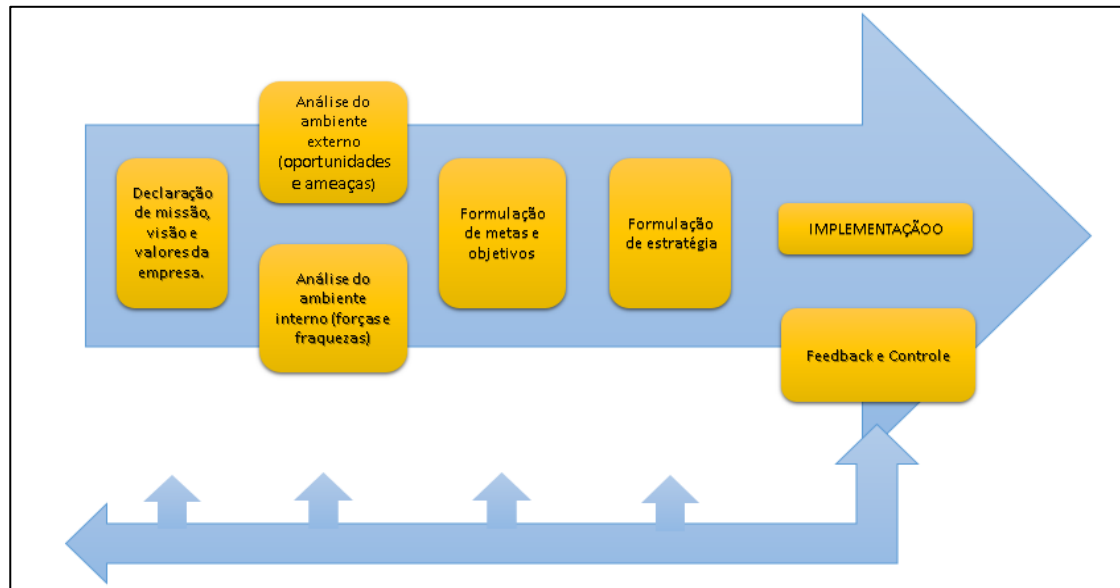 Declaração
de missão,
visão e
valores da
empresa.
Análise do
ambiente
externo
(oportunidades
e ameaças)
Análise do
ambiente
interno (forças e
fraquezas)
Formulação
de metas e
objetivos
Formulação
de estratégia
IMPLEMENTAÇÃOO
Feedback e Controle